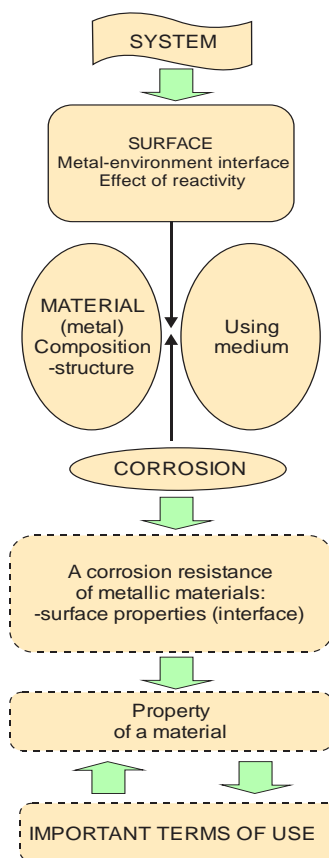 SYSTEM
SURFACE
Metal-environment interface
Effect of reactivity
MATERIAL
(metal)
Composition
-structure
Using
medium
CORROSION
A corrosion resistance
of metallic materials:
-surface properties (interface)
Property
of a material
IMPORTANT TERMS OF USE